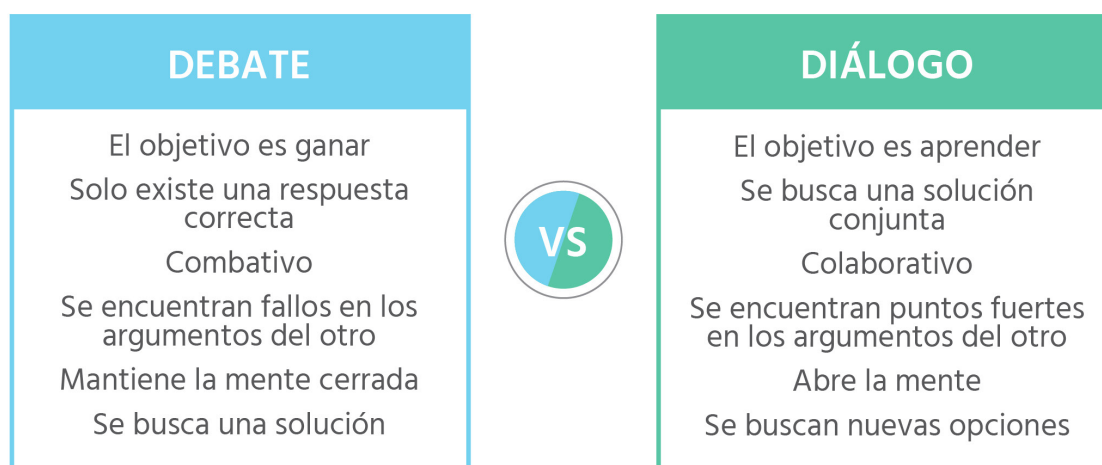 DEBATE
El objetivo es ganar
Solo existe una respuesta
correcta
Combativo
Se encuentran fallos en los
argumentos del otro
Mantiene la mente cerrada
Se busca una solución
VS
DIÁLOGO
El objetivo es aprender
Se busca una solución
conjunta
Colaborativo
Se encuentran puntos fuertes
en los argumentos del otro
Abre la mente
Se buscan nuevas opciones